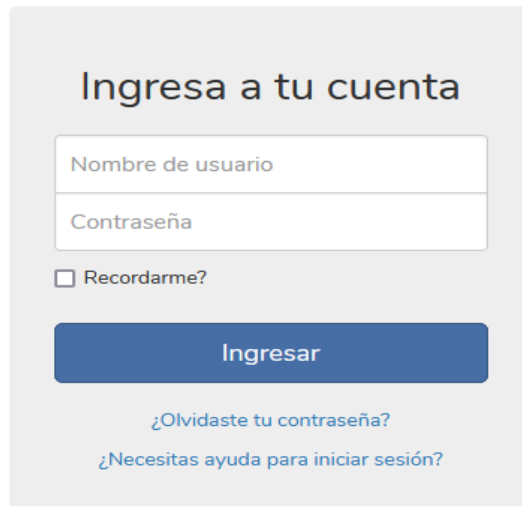 Ingresa a tu cuenta
Nombre de usuario
Contraseña
Recordarme?
Ingresar
¿Olvidaste tu contraseña?
¿Necesitas ayuda para iniciar sesión?